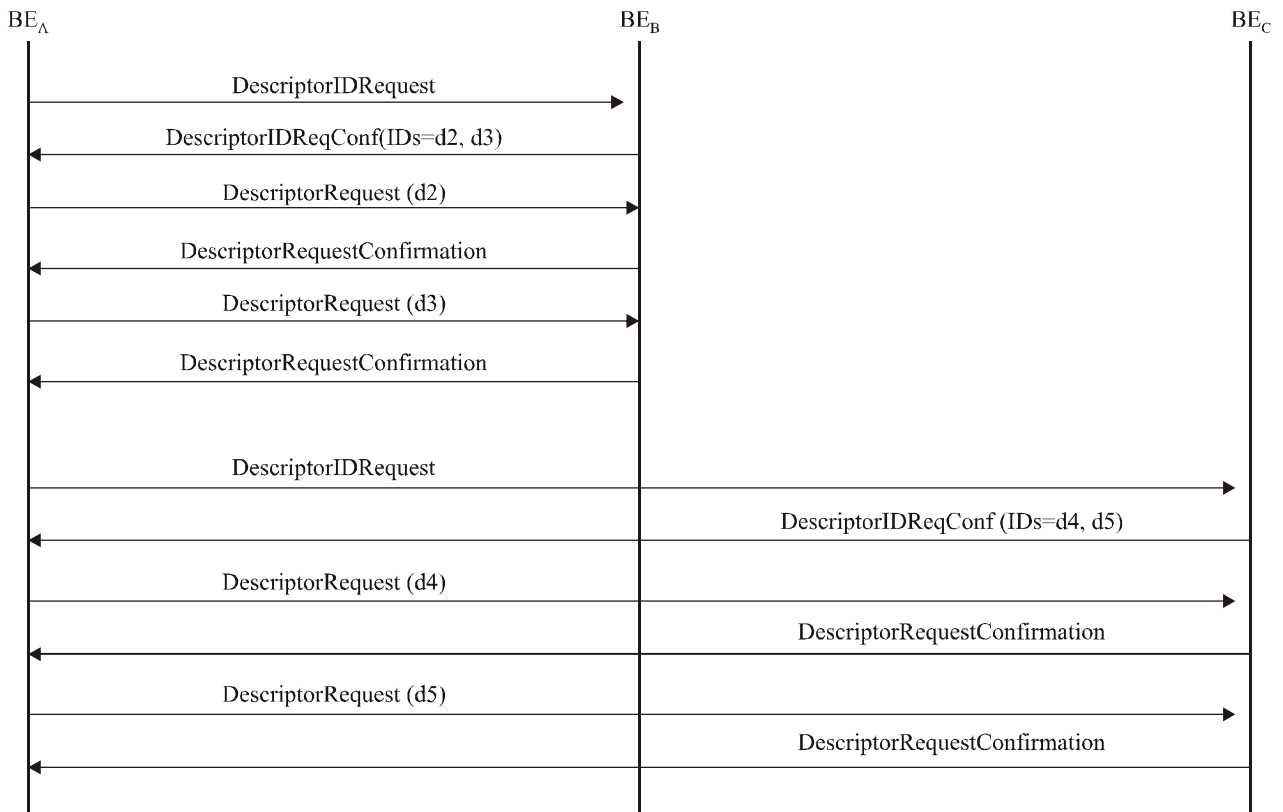 BEA BEB BEC
DescriptorIDRequest
DescriptorIDReqConf(IDs=d2, d3)
DescriptorRequest (d2)
DescriptorRequestConfirmation
DescriptorRequest (d3)
DescriptorRequestConfirmation
DescriptorIDRequest
DescriptorIDReqConf (IDs=d4, d5)
DescriptorRequest (d4)
DescriptorRequestConfirmation
DescriptorRequest (d5)
DescriptorRequestConfirmation